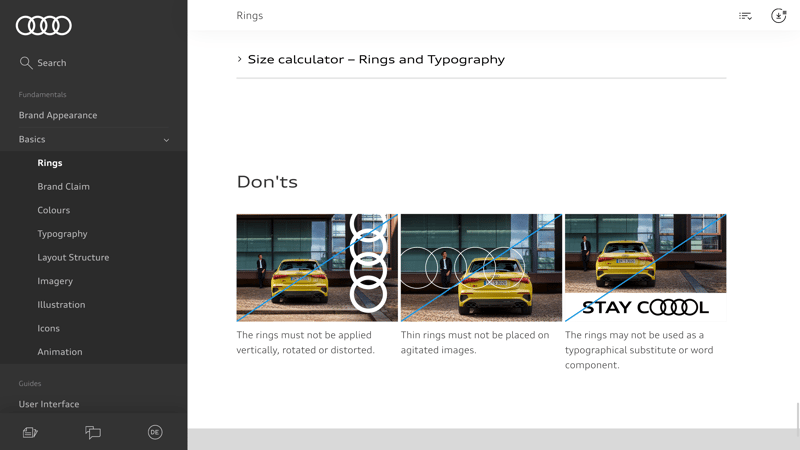 Search
Fundamentals
Brand Appearance
Basics
Rings
Brand Claim
Colours
Typography
Layout Structure
Imagery
Illustration
Icons
Animation
Guides
User Interface
DE
Rings
Size calculator – Rings and Typography
Don'ts
The rings must not be applied
vertically, rotated or distorted.
Thin rings must not be placed on
agitated images.
STAY COOOOL
The rings may not be used as a
typographical substitute or word
component.